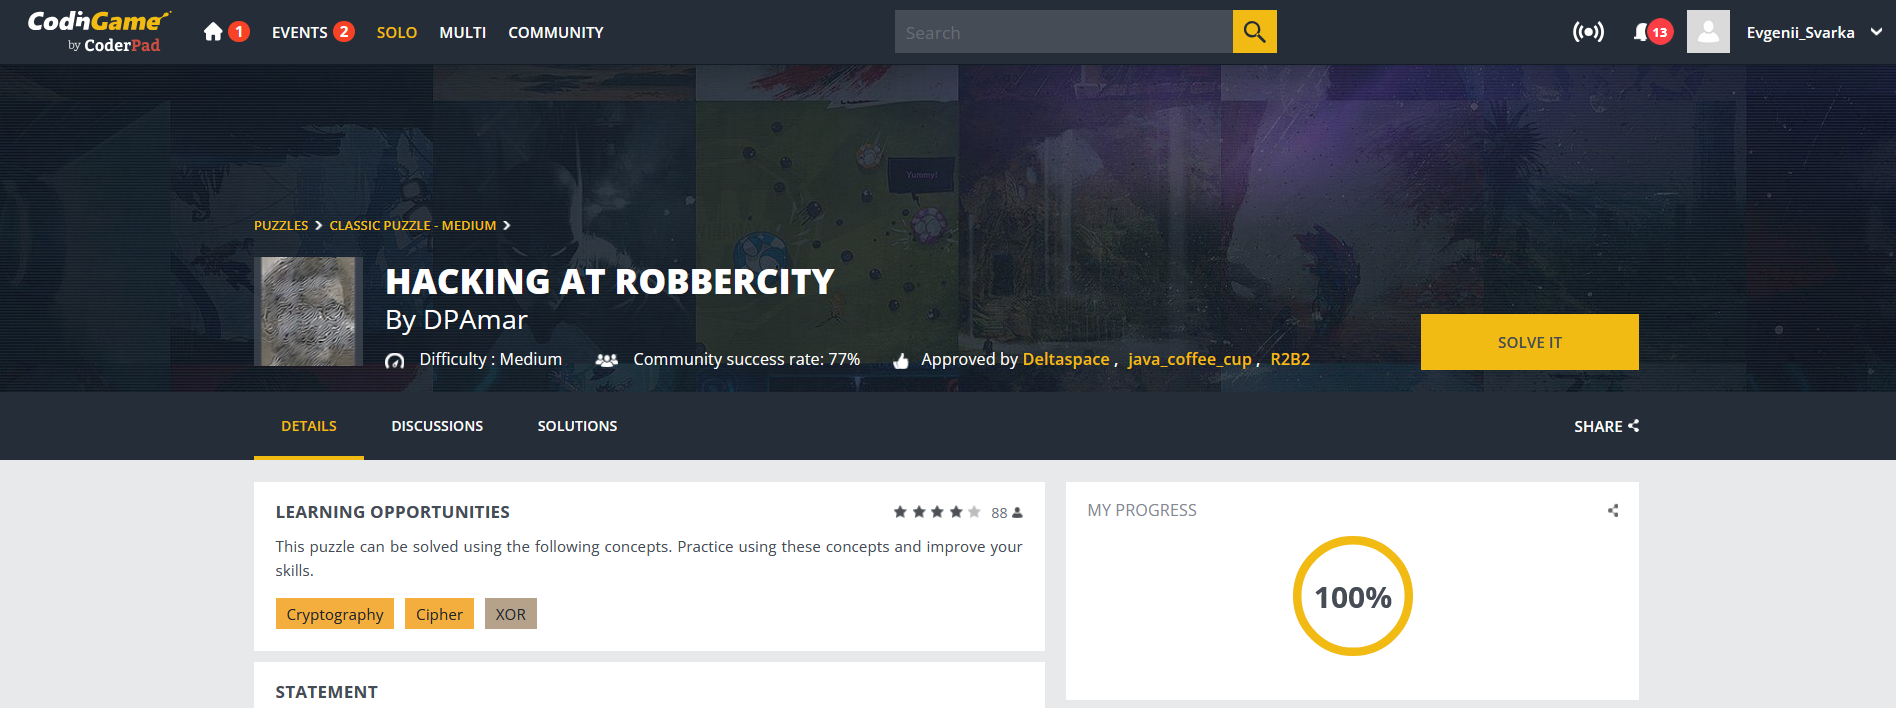 CodinGame
by CoderPad
1
EVENTS 2
SOLO
MULTI
COMMUNITY
Search
13
Evgenii_Svarka
Yummy!
PUZZLES
CLASSIC PUZZLE - MEDIUM
HACKING AT ROBBERCITY
By DPAmar
Difficulty : Medium
Community success rate: 77%
Approved by Deltaspace , java_coffee_cup , R2B2
SOLVE IT
DETAILS
DISCUSSIONS
SOLUTIONS
SHARE
LEARNING OPPORTUNITIES
88
This puzzle can be solved using the following concepts. Practice using these concepts and improve your
skills.
Cryptography
Cipher
XOR
MY PROGRESS
100%
STATEMENT